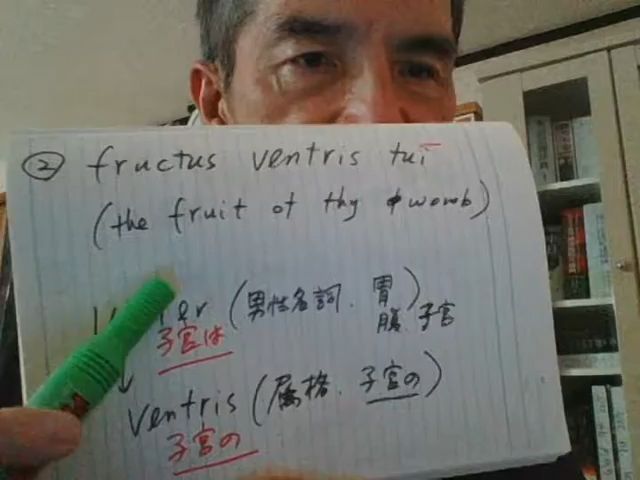 ② fructus ventris tuī
(the fruit of thy womb)
(男性名詞. 胃)
腹. 子宮
子宮は
↓
ventris (属格. 子宮の)
子宮の